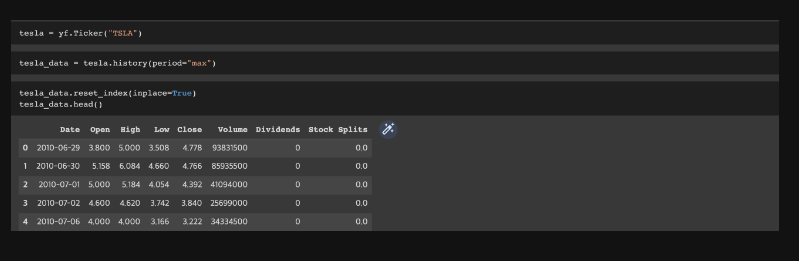 tesla = yf.Ticker("TSLA")
tesla_data = tesla.history(period="max")
tesla_data.reset_index(inplace=True)
tesla_data.head()
Date Open High Low Close Volume Dividends Stock Splits
0 2010-06-29 3.800 5.000 3.508 4.778 93831500 0 0.0
1 2010-06-30 5.158 6.084 4.660 4.766 85935500 0 0.0
2 2010-07-01 5.000 5.184 4.054 4.392 41094000 0 0.0
3 2010-07-02 4.600 4.620 3.742 3.840 25699000 0 0.0
4 2010-07-06 4.000 4.000 3.166 3.222 34334500 0 0.0